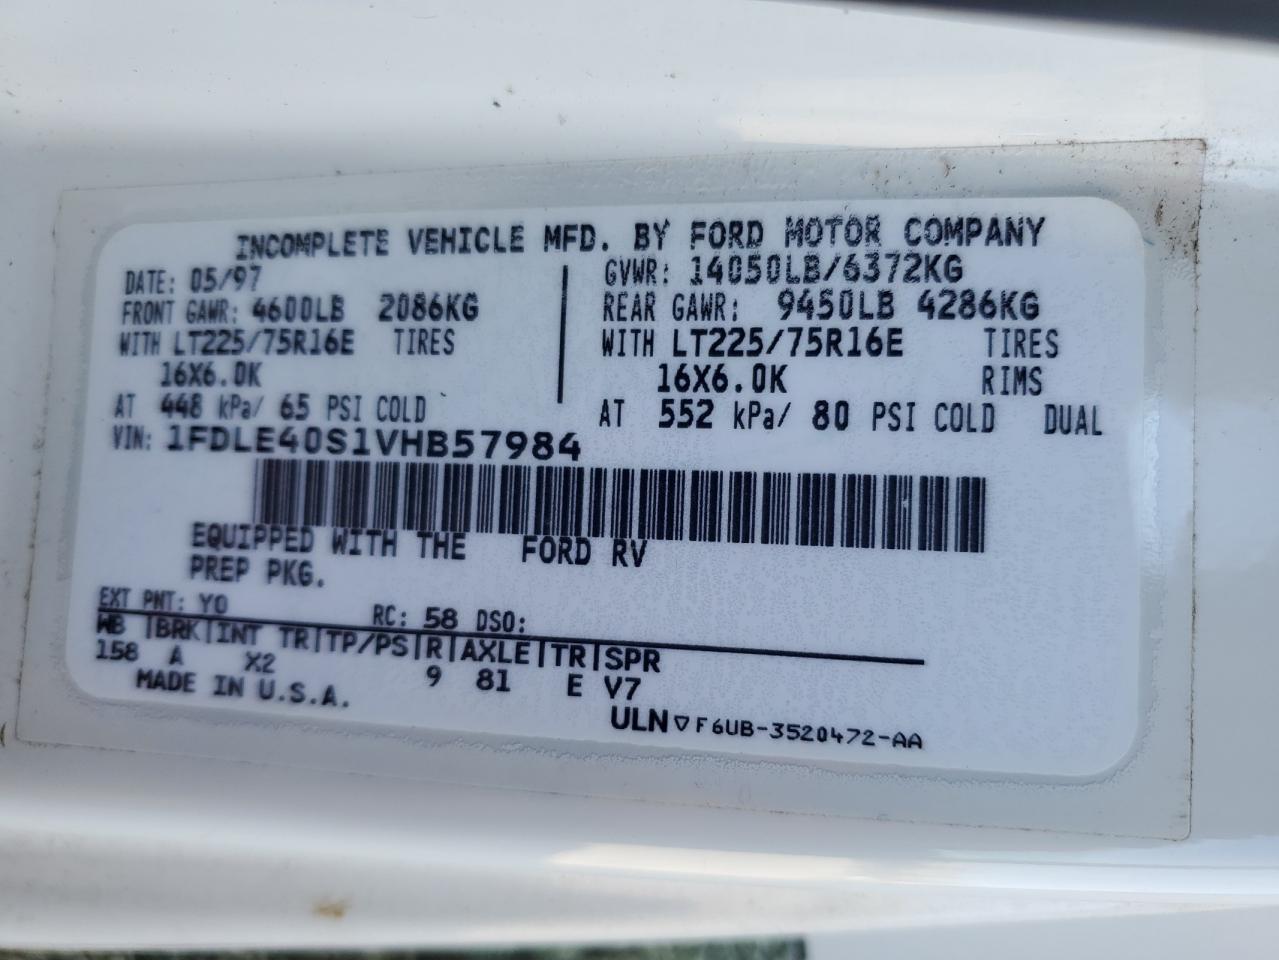 INCOMPLETE VEHICLE MFD. BY FORD MOTOR COMPANY
DATE: 05/97 GVWR: 14050LB/6372KG
FRONT GAWR: 4600LB 2086KG REAR GAWR: 9450LB 4286KG
WITH LT225/75R16E TIRES WITH LT225/75R16E TIRES
16X6.0K 16X6.0K RIMS
AT 448 kPa/ 65 PSI COLD AT 552 kPa/ 80 PSI COLD DUAL
VIN: 1FDLE40S1VHB57984
EQUIPPED WITH THE FORD RV
PREP PKG.
EXT PNT: YO RC: 58 DSO:
WB |BRK|INT TR|TP/PS|R|AXLE|TR|SPR
158 A X2 9 81 E V7
MADE IN U.S.A.
ULN ▽ F6UB-3520472-AA